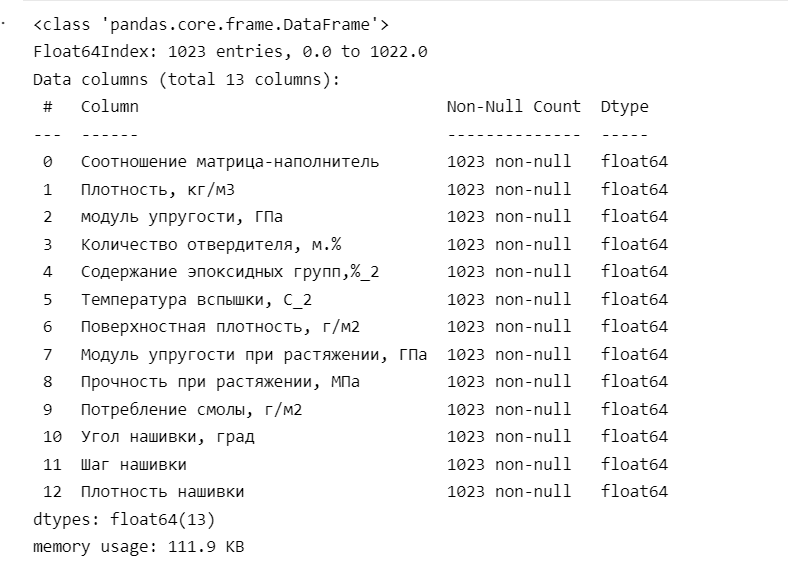 <class 'pandas.core.frame.DataFrame'>
Float64Index: 1023 entries, 0.0 to 1022.0
Data columns (total 13 columns):
 #   Column                                Non-Null Count  Dtype
---  ------                                --------------  -----
 0   Соотношение матрица-наполнитель       1023 non-null   float64
 1   Плотность, кг/м3                      1023 non-null   float64
 2   модуль упругости, ГПа                 1023 non-null   float64
 3   Количество отвердителя, м.%           1023 non-null   float64
 4   Содержание эпоксидных групп,%_2       1023 non-null   float64
 5   Температура вспышки, С_2              1023 non-null   float64
 6   Поверхностная плотность, г/м2         1023 non-null   float64
 7   Модуль упругости при растяжении, ГПа  1023 non-null   float64
 8   Прочность при растяжении, МПа         1023 non-null   float64
 9   Потребление смолы, г/м2               1023 non-null   float64
 10  Угол нашивки, град                    1023 non-null   float64
 11  Шаг нашивки                           1023 non-null   float64
 12  Плотность нашивки                     1023 non-null   float64
dtypes: float64(13)
memory usage: 111.9 KB